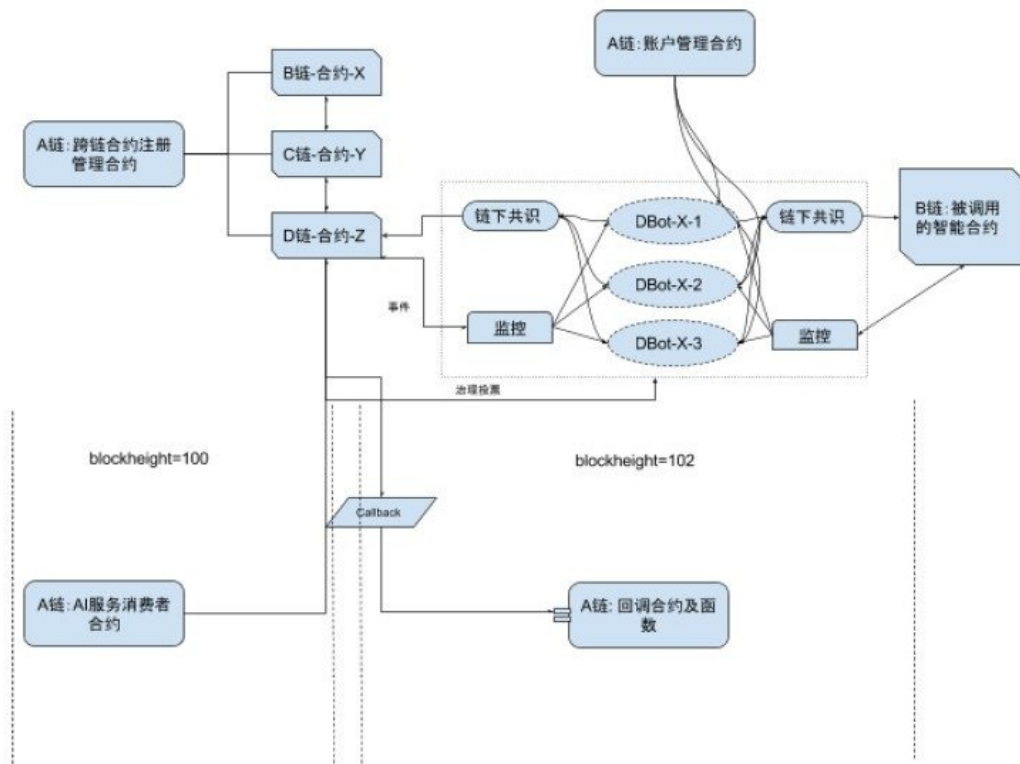 A链：账户管理合约
B链-合约-X
A链：跨链合约注册
管理合约
C链-合约-Y
D链-合约-Z
链下共识
DBot-X-1
链下共识
B链：被调用
的智能合约
DBot-X-2
事件
监控
DBot-X-3
监控
治理投票
blockheight=100
blockheight=102
Callback
A链：AI服务消费者
合约
A链：回调合约及函
数